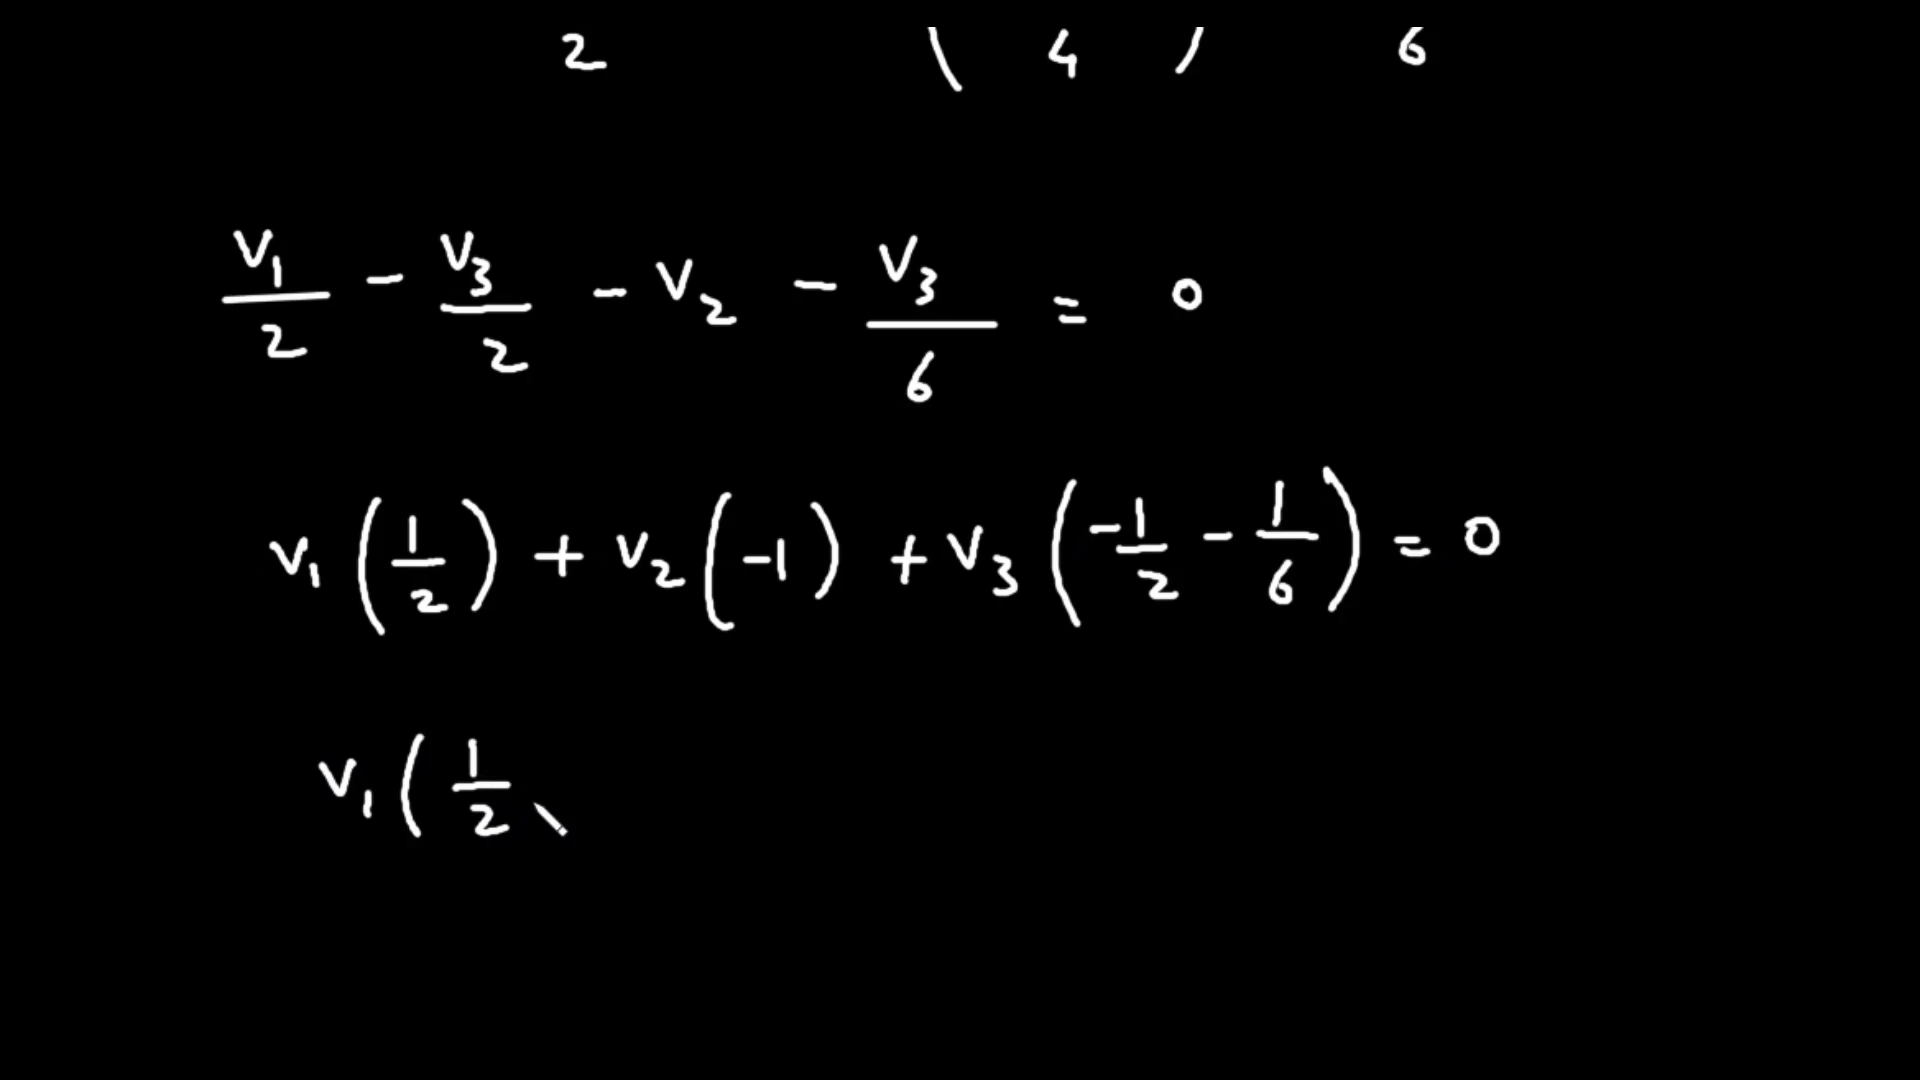 2 ( 4 ) 6
V₁/2 - V₃/2 - V₂ - V₃/6 = 0
V₁ (1/2) + V₂ (-1) + V₃ (-1/2 - 1/6) = 0
V₁ (1/2